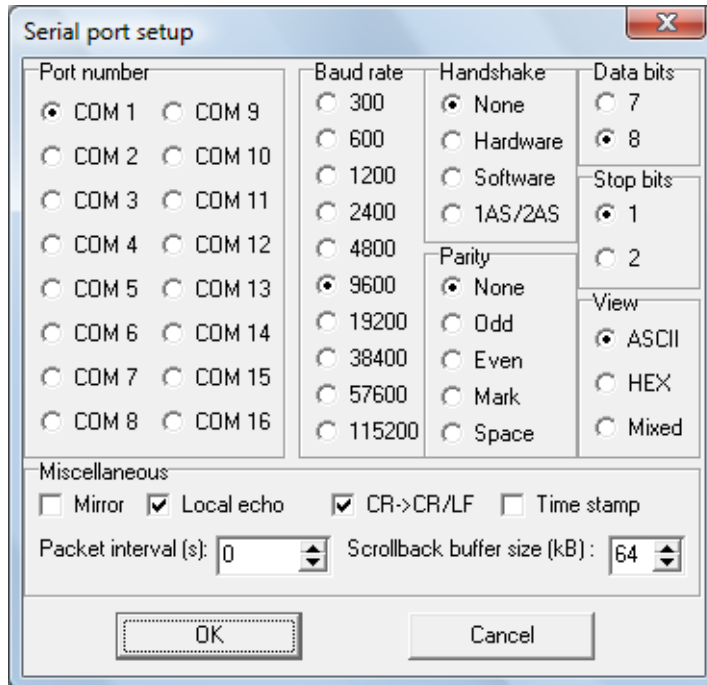 Serial port setup
Port number
COM 1 COM 9
COM 2 COM 10
COM 3 COM 11
COM 4 COM 12
COM 5 COM 13
COM 6 COM 14
COM 7 COM 15
COM 8 COM 16
Baud rate
300
600
1200
2400
4800
9600
19200
38400
57600
115200
Handshake
None
Hardware
Software
1AS/2AS
Parity
None
Odd
Even
Mark
Space
Data bits
7
8
Stop bits
1
2
View
ASCII
HEX
Mixed
Miscellaneous
Mirror Local echo CR->CR/LF Time stamp
Packet interval (s): 0 Scrollback buffer size (kB) : 64
OK Cancel